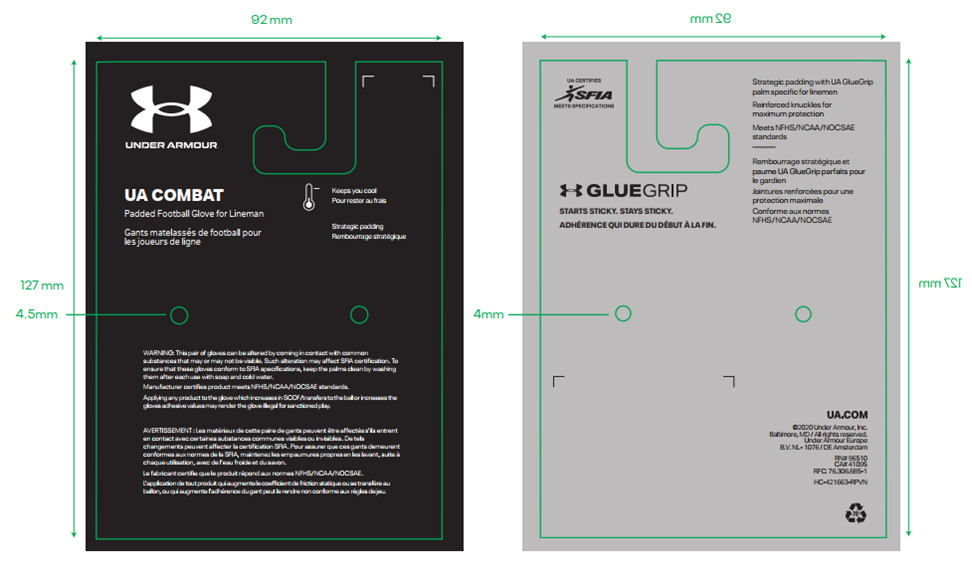 92 mm
UNDER ARMOUR
UA COMBAT
Padded Football Glove for Lineman
Gants matelassés de football pour
les joueurs de ligne
Keeps you cool
Pour rester au frais
Strategic padding
Rembourrage stratégique
127 mm
4.5mm
WARNING: This pair of gloves can be altered by coming in contact with common
substances that may or may not be visible. Such alteration may affect SFIA certification. To
ensure that these gloves conform to SFIA specifications, keep the palms clean by washing
them after each use with soap and cold water.
Manufacturer certifies product meets NFHS/NCAA/NOCSAE standards.
Applying any product to the glove which increases in SCOF/transfers to the ball or increases the
gloves adhesive values may render the glove illegal for sanctioned play.
AVERTISSEMENT : Les matériaux de cette paire de gants peuvent être affectés s'ils entrent
en contact avec certaines substances communes visibles ou invisibles. De tels
changements peuvent affecter la certification SFIA. Pour assurer que ces gants demeurent
conformes aux normes de la SFIA, maintenez les empaumures propres en les lavant, suite à
chaque utilisation, avec de l'eau froide et du savon.
Le fabricant certifie que le produit répond aux normes NFHS/NCAA/NOCSAE.
L'application de tout produit qui augmente le coefficient de friction statique ou se transfère au
ballon, ou qui augmente l'adhérence du gant peut le rendre non conforme aux règles de jeu.
92 mm
UA CERTIFIES
SFIA
MEETS SPECIFICATIONS
Strategic padding with UA GlueGrip
palm specific for linemen
Reinforced knuckles for
maximum protection
Meets NFHS/NCAA/NOCSAE
standards
Rembourrage stratégique et
paume UA GlueGrip parfaits pour
le gardien
Jointures renforcées pour une
protection maximale
Conforme aux normes
NFHS/NCAA/NOCSAE
GLUEGRIP
STARTS STICKY. STAYS STICKY.
ADHÉRENCE QUI DURE DU DÉBUT À LA FIN.
127 mm
4mm
UA.COM
©2020 Under Armour, Inc.
Baltimore, MD / All rights reserved.
Under Armour Europe
B.V. NL• 1076 / DE Amsterdam
RN# 96510
CA# 41095
RFC: 76.306.685-1
HC-421663-RPVN